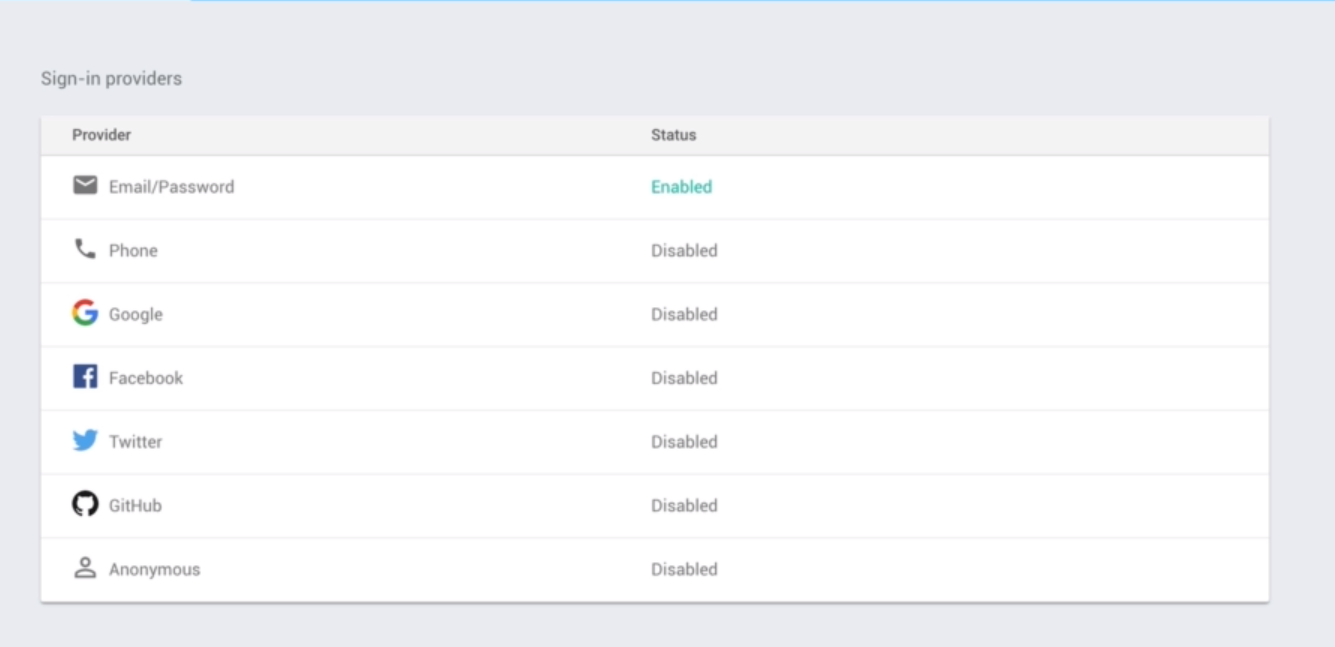 Sign-in providers
Provider Status
Email/Password Enabled
Phone Disabled
Google Disabled
Facebook Disabled
Twitter Disabled
GitHub Disabled
Anonymous Disabled